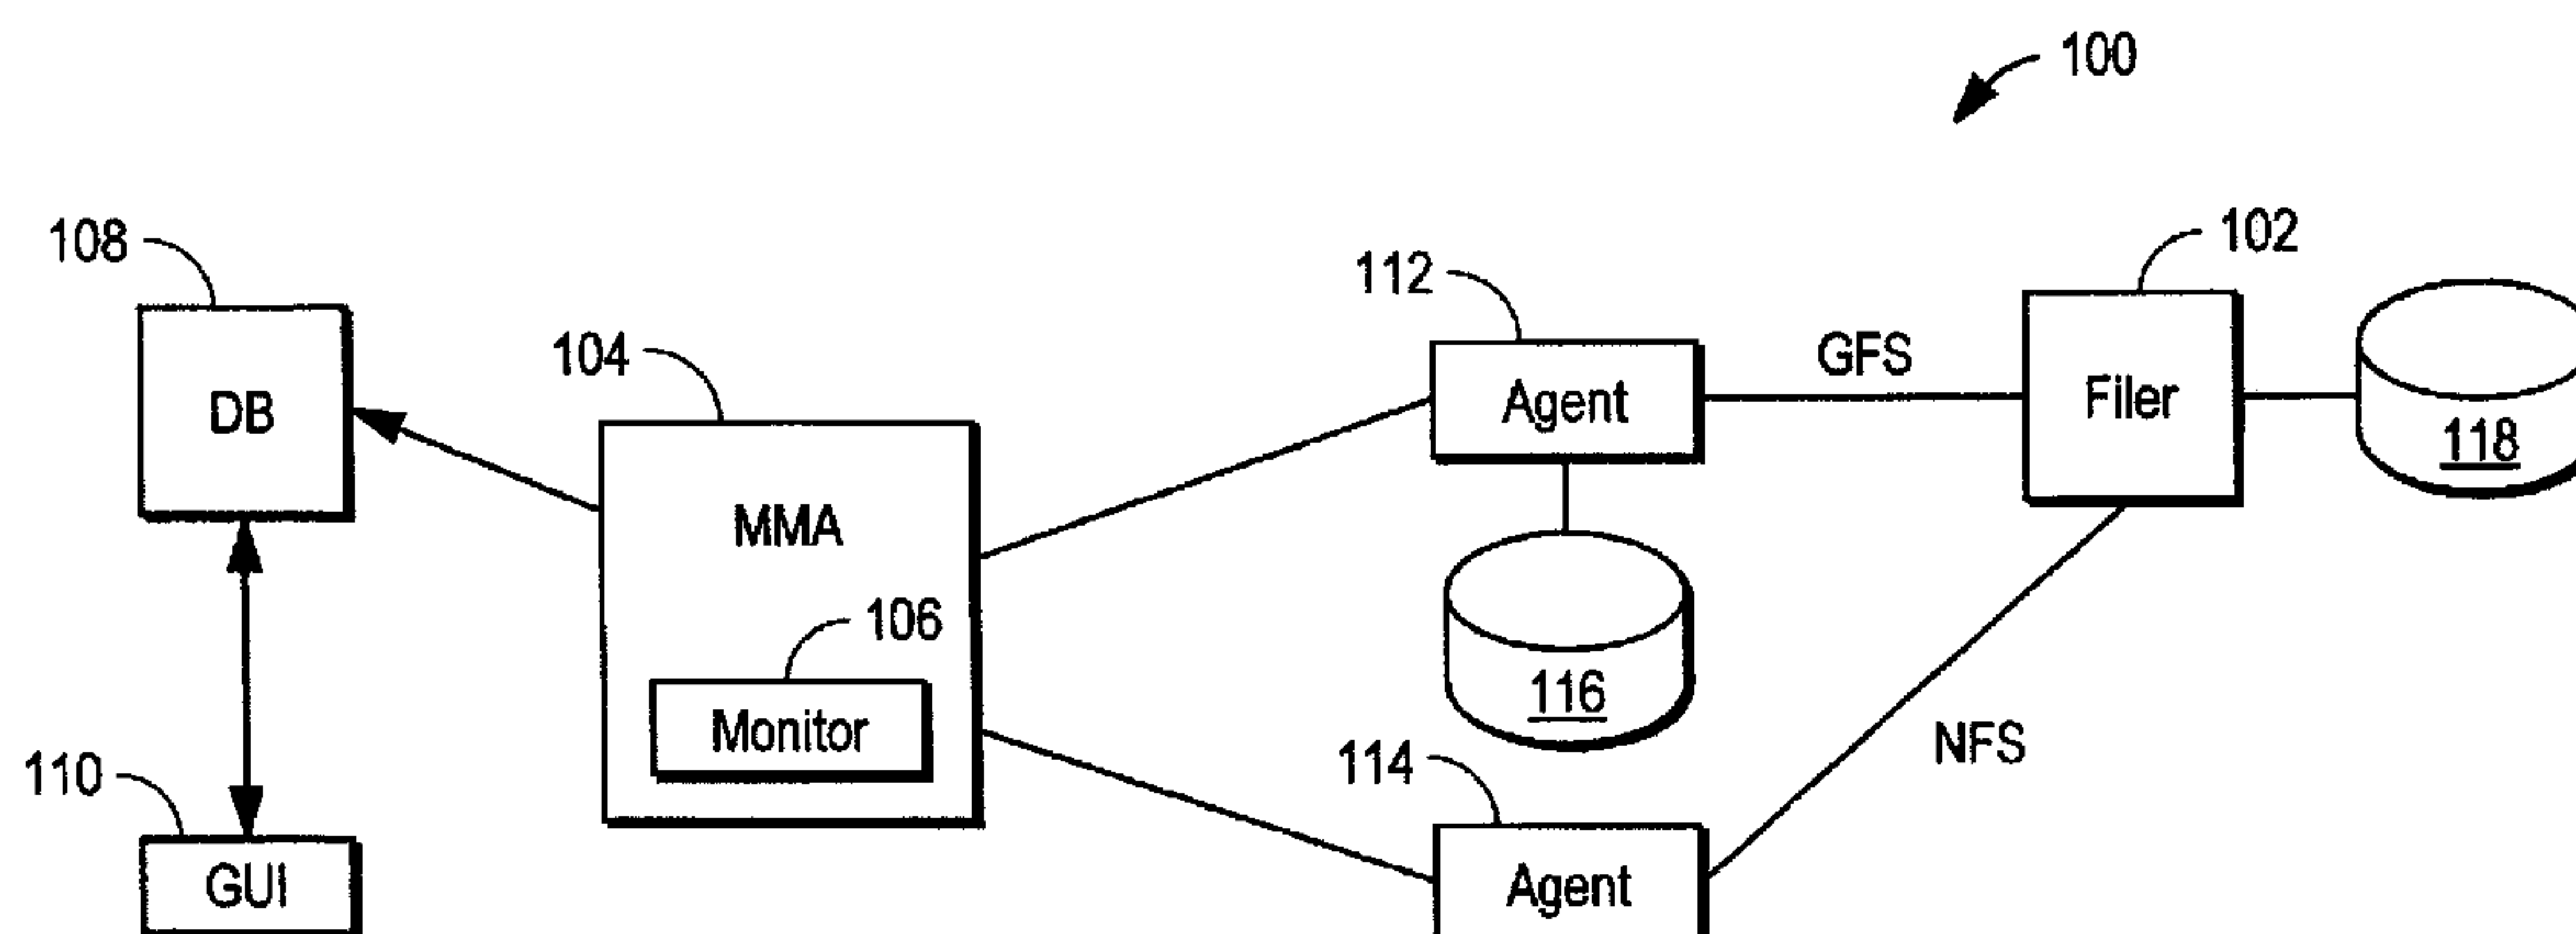 100
108
102
112
104
GFS
DB
Agent
Filer
118
MMA
106
116
Monitor
114
NFS
110
GUI
Agent